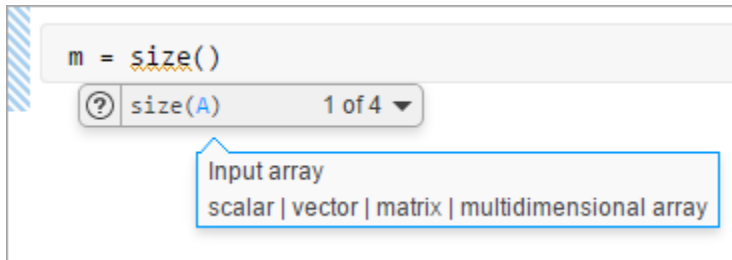 m = size()
? size(A) 1 of 4
Input array
scalar | vector | matrix | multidimensional array